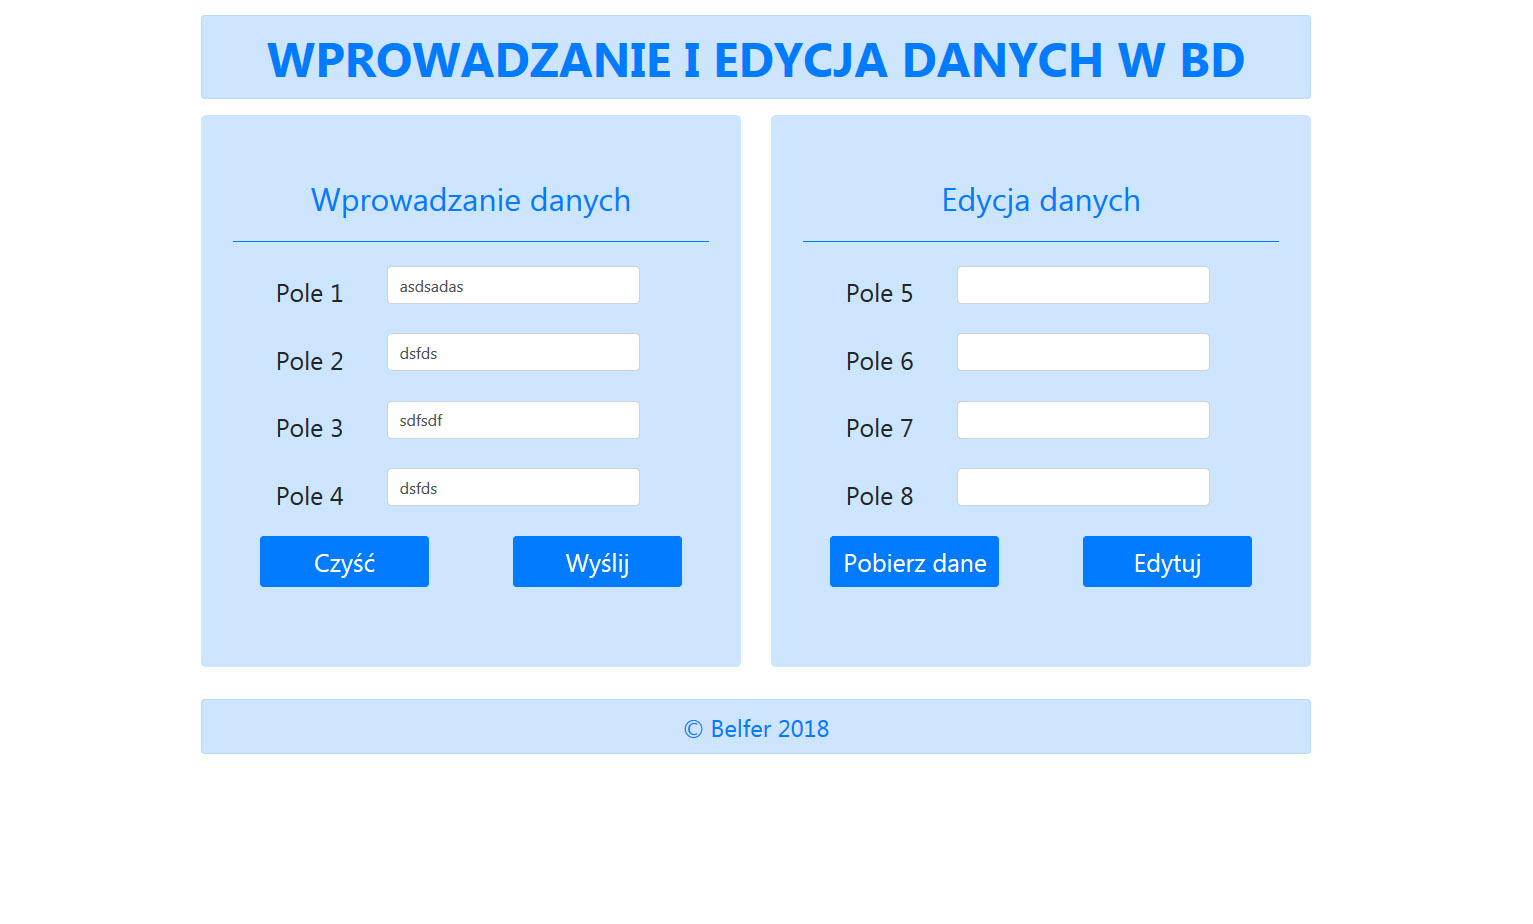 WPROWADZANIE I EDYCJA DANYCH W BD
Wprowadzanie danych
Pole 1 asdsadas
Pole 2 dsfds
Pole 3 sdfsdf
Pole 4 dsfds
Czyść Wyślij
Edycja danych
Pole 5
Pole 6
Pole 7
Pole 8
Pobierz dane Edytuj
© Belfer 2018